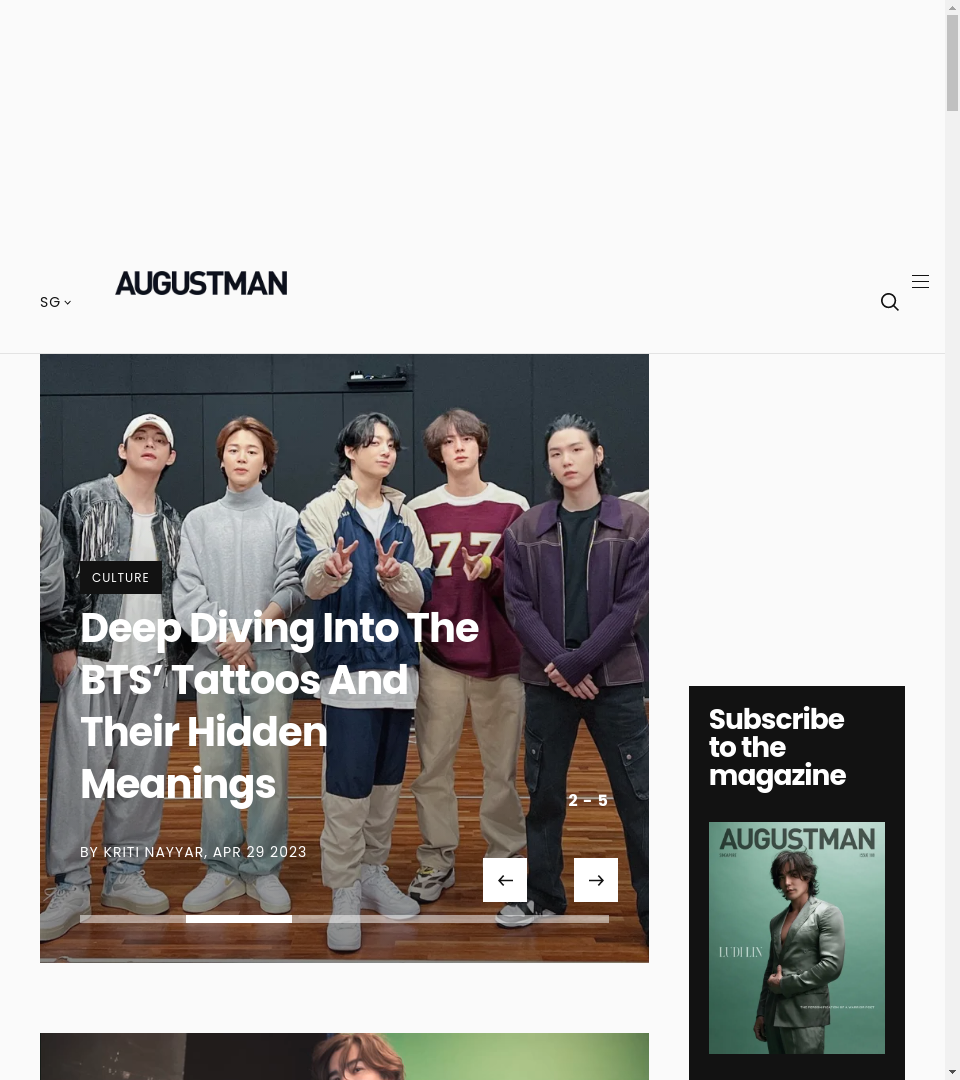 SG
AUGUSTMAN
CULTURE
Deep Diving Into The
BTS’ Tattoos And
Their Hidden
Meanings
2 – 5
BY KRITI NAYYAR, APR 29 2023
Subscribe
to the
magazine
AUGUSTMAN
LUDI LIN
77